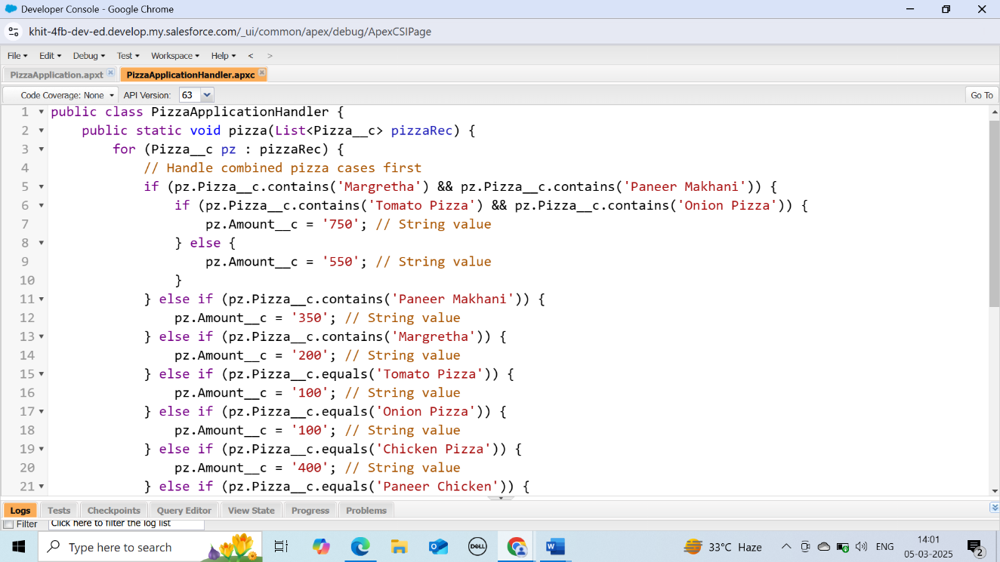 Developer Console - Google Chrome
khit-4fb-dev-ed.develop.my.salesforce.com/_ui/common/apex/debug/ApexCSIPage
File Edit Debug Test Workspace Help < >
PizzaApplication.apxt PizzaApplicationHandler.apxc
Code Coverage: None API Version: 63 Go To
1 public class PizzaApplicationHandler {
2 public static void pizza(List<Pizza__c> pizzaRec) {
3 for (Pizza__c pz : pizzaRec) {
4 // Handle combined pizza cases first
5 if (pz.Pizza__c.contains('Margretha') && pz.Pizza__c.contains('Paneer Makhani')) {
6 if (pz.Pizza__c.contains('Tomato Pizza') && pz.Pizza__c.contains('Onion Pizza')) {
7 pz.Amount__c = '750'; // String value
8 } else {
9 pz.Amount__c = '550'; // String value
10 }
11 } else if (pz.Pizza__c.contains('Paneer Makhani')) {
12 pz.Amount__c = '350'; // String value
13 } else if (pz.Pizza__c.contains('Margretha')) {
14 pz.Amount__c = '200'; // String value
15 } else if (pz.Pizza__c.equals('Tomato Pizza')) {
16 pz.Amount__c = '100'; // String value
17 } else if (pz.Pizza__c.equals('Onion Pizza')) {
18 pz.Amount__c = '100'; // String value
19 } else if (pz.Pizza__c.equals('Chicken Pizza')) {
20 pz.Amount__c = '400'; // String value
21 } else if (pz.Pizza__c.equals('Paneer Chicken')) {
Logs Tests Checkpoints Query Editor View State Progress Problems
Filter Click here to filter the log list
Type here to search DELL 33°C Haze ENG 14:01
05-03-2025 2